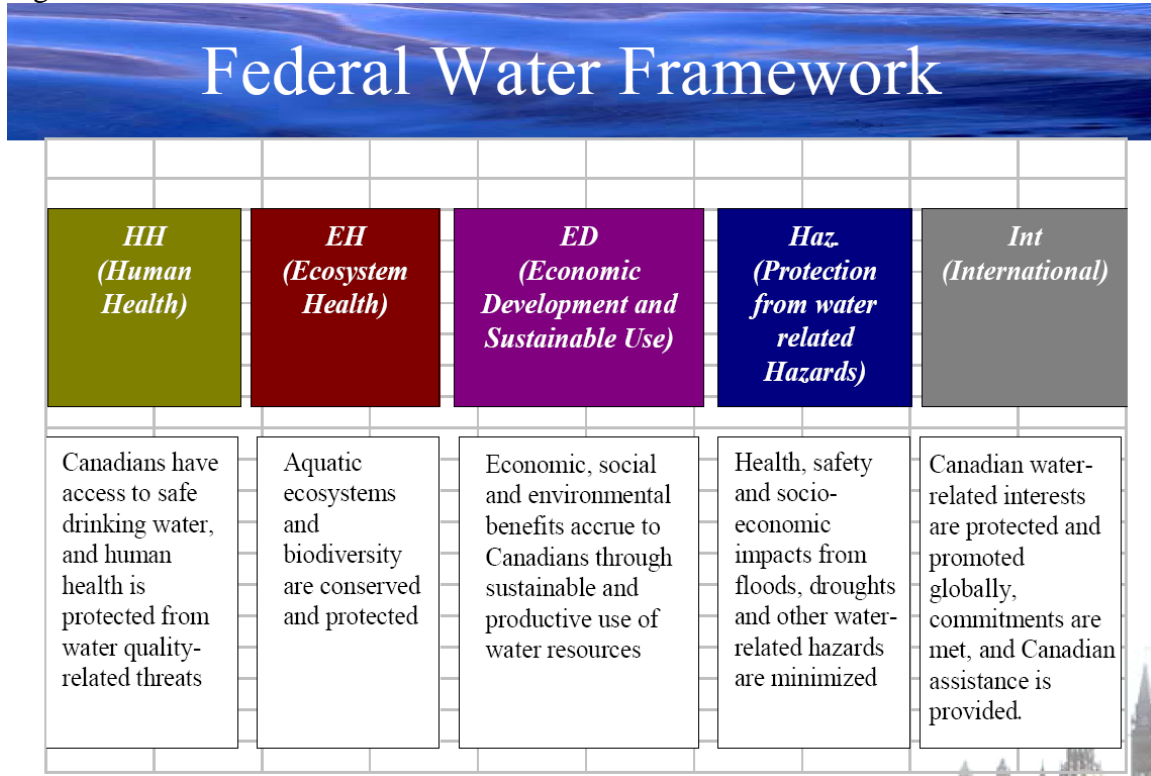 Federal Water Framework
HH
(Human
Health)
EH
(Ecosystem
Health)
ED
(Economic
Development and
Sustainable Use)
Haz.
(Protection
from water
related
Hazards)
Int
(International)
Canadians have
access to safe
drinking water,
and human
health is
protected from
water quality-
related threats
Aquatic
ecosystems
and
biodiversity
are conserved
and protected
Economic, social
and environmental
benefits accrue to
Canadians through
sustainable and
productive use of
water resources
Health, safety
and socio-
economic
impacts from
floods, droughts
and other water-
related hazards
are minimized
Canadian water-
related interests
are protected and
promoted
globally,
commitments are
met, and Canadian
assistance is
provided.